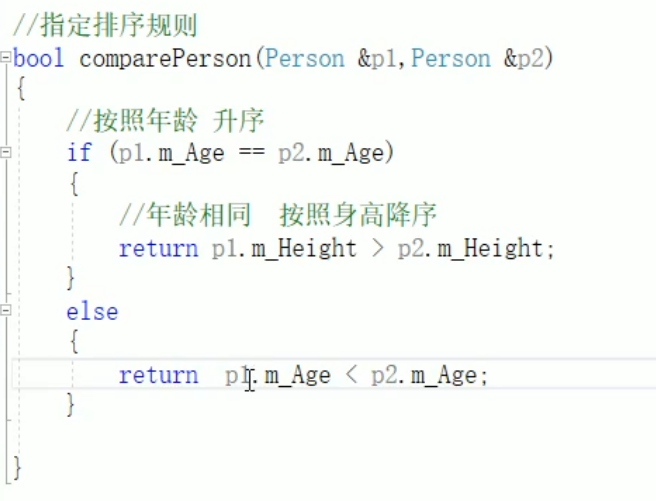 //指定排序规则
bool comparePerson(Person &p1,Person &p2)
{
//按照年龄 升序
if (p1.m_Age == p2.m_Age)
{
//年龄相同 按照身高降序
return p1.m_Height > p2.m_Height;
}
else
{
return p1.m_Age < p2.m_Age;
}
}